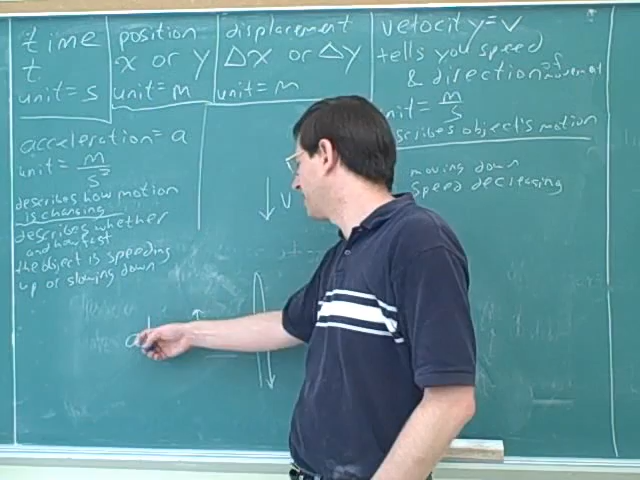 time
t
unit = s
position
x or y
unit = m
displacement
Δx or Δy
unit = m
velocity = v
tells you speed
& direction of
movement
unit = m/s
describes object's motion
acceleration = a
unit = m/s²
describes how motion
is changing
describes whether
and how fast
the object is speeding
up or slowing down
v
moving down
speed decreasing
a